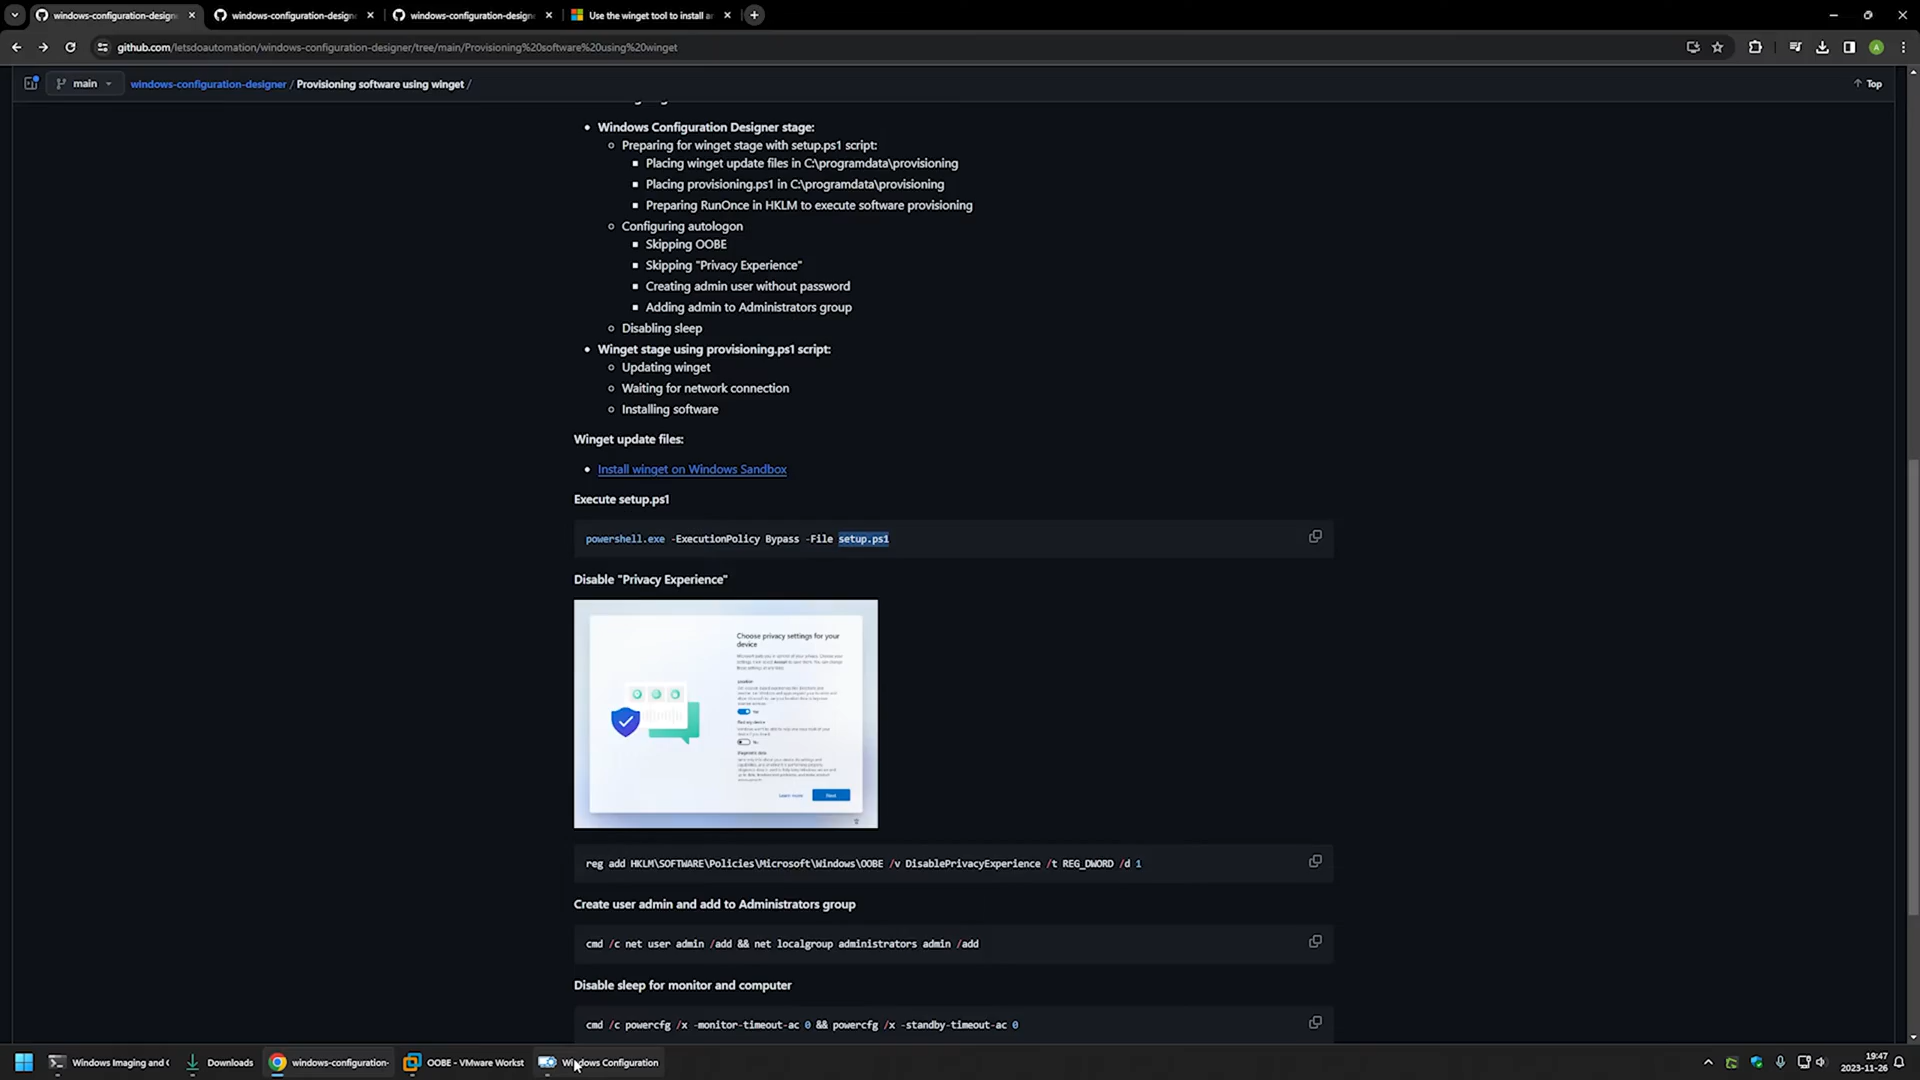 windows-configuration-design
windows-configuration-design
windows-configuration-design
Use the winget tool to install a
github.com/letsdoautomation/windows-configuration-designer/tree/main/Provisioning%20software%20using%20winget
A
main
windows-configuration-designer / Provisioning software using winget /
Top
Windows Configuration Designer stage:
Preparing for winget stage with setup.ps1 script:
Placing winget update files in C:\programdata\provisioning
Placing provisioning.ps1 in C:\programdata\provisioning
Preparing RunOnce in HKLM to execute software provisioning
Configuring autologon
Skipping OOBE
Skipping "Privacy Experience"
Creating admin user without password
Adding admin to Administrators group
Disabling sleep
Winget stage using provisioning.ps1 script:
Updating winget
Waiting for network connection
Installing software
Winget update files:
Install winget on Windows Sandbox
Execute setup.ps1
powershell.exe -ExecutionPolicy Bypass -File setup.ps1
Disable "Privacy Experience"
Choose privacy settings for your
device
Learn more
Next
reg add HKLM\SOFTWARE\Policies\Microsoft\Windows\OOBE /v DisablePrivacyExperience /t REG_DWORD /d 1
Create user admin and add to Administrators group
cmd /c net user admin /add && net localgroup administrators admin /add
Disable sleep for monitor and computer
cmd /c powercfg /x -monitor-timeout-ac 0 && powercfg /x -standby-timeout-ac 0
Windows Imaging and C
Downloads
windows-configuration-
OOBE - VMware Workst
Windows Configuration
19:47
2023-11-26